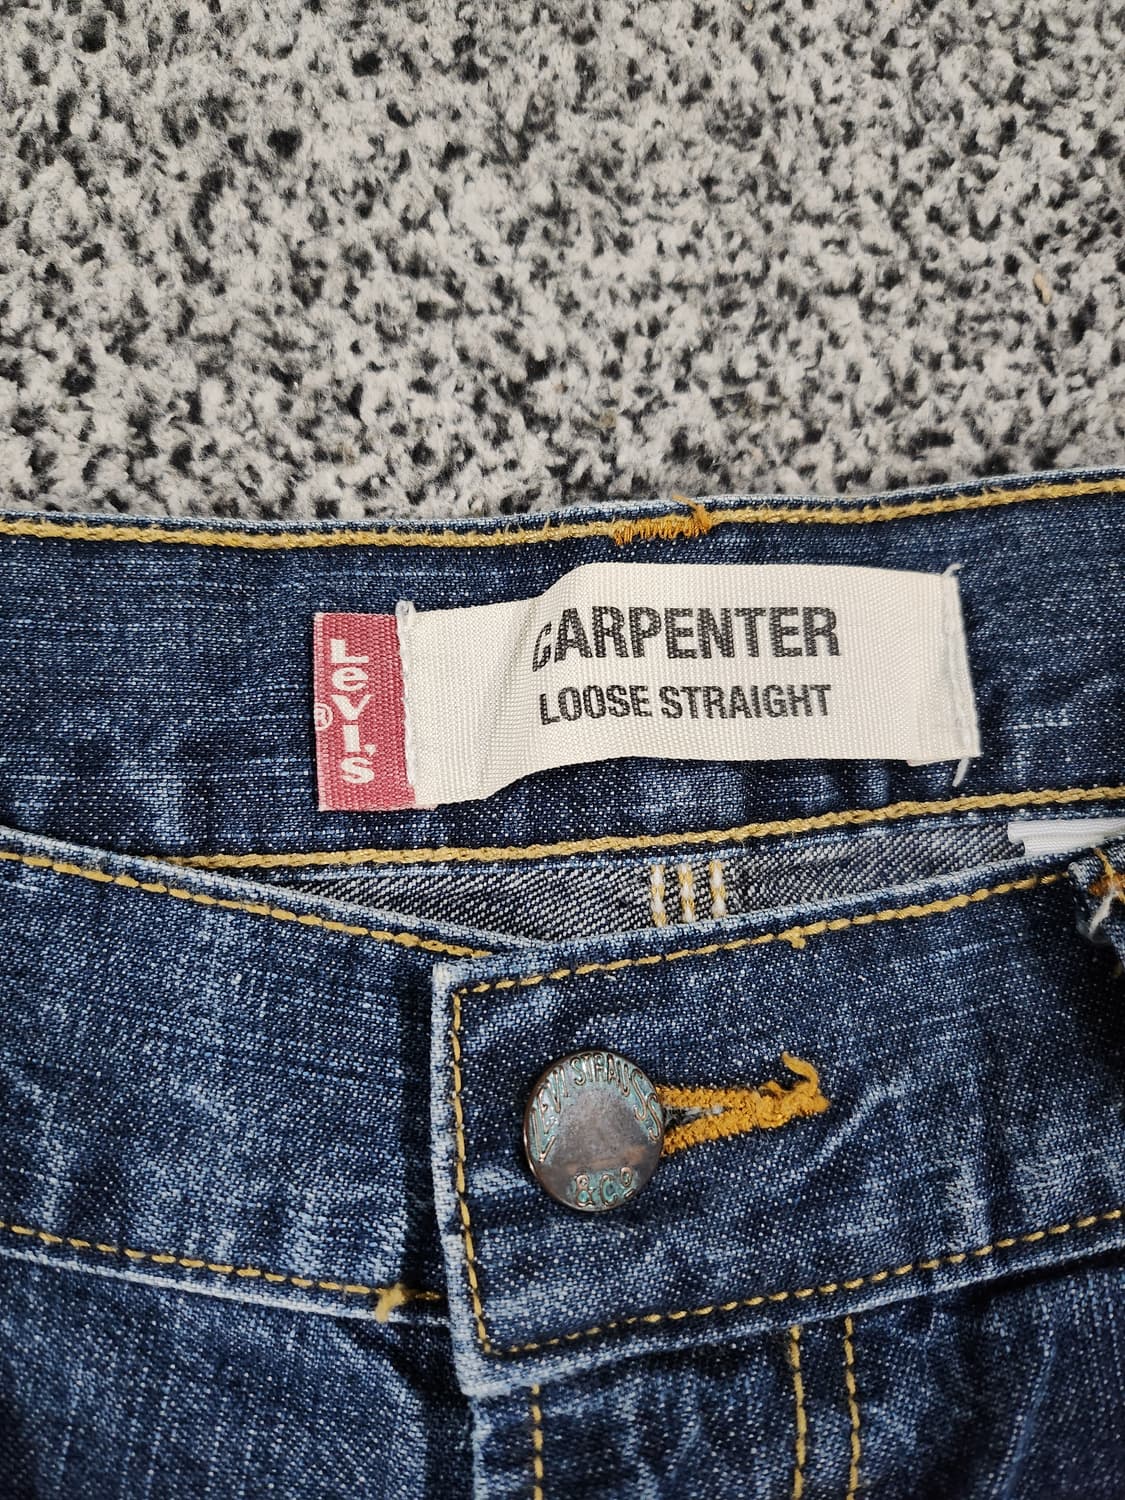 CARPENTER
LOOSE STRAIGHT
Levi's
®
LEVI STRAUSS
& CO